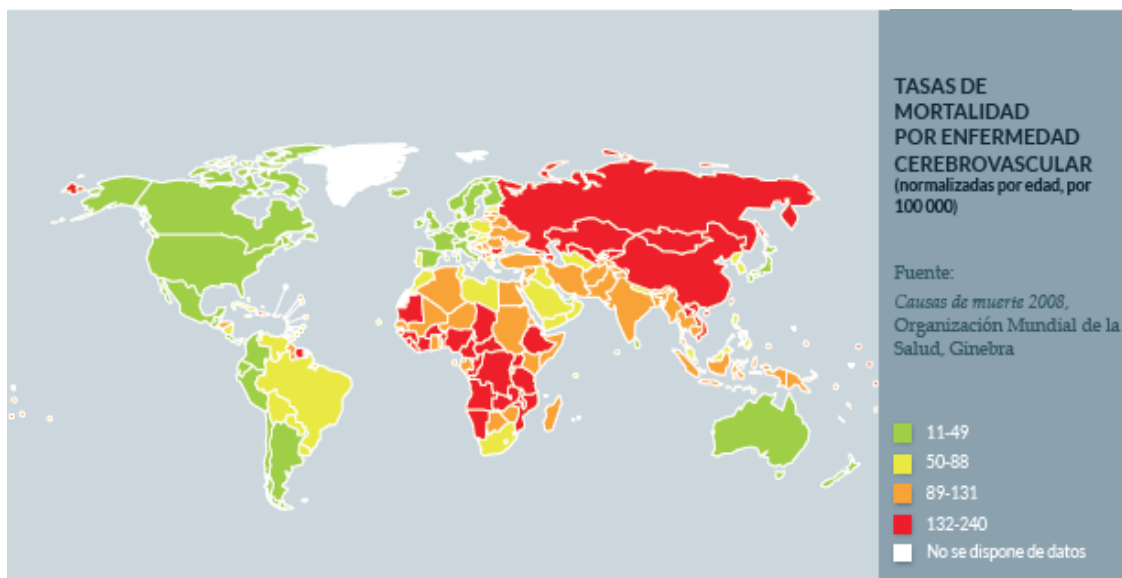 TASAS DE
MORTALIDAD
POR ENFERMEDAD
CEREBROVASCULAR
(normalizadas por edad, por
100 000)
Fuente:
Causas de muerte 2008,
Organización Mundial de la
Salud, Ginebra
11-49
50-88
89-131
132-240
No se dispone de datos